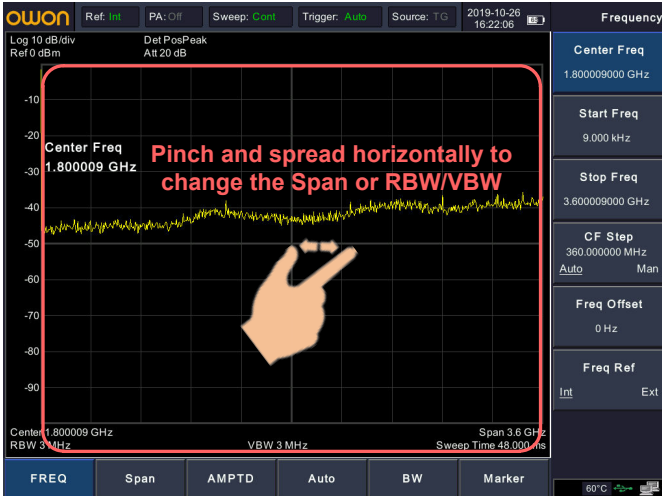 OWON Ref: Int PA: Off Sweep: Cont Trigger: Auto Source: TG 2019-10-26
16:22:06
Frequency
Log 10 dB/div Det PosPeak
Ref 0 dBm Att 20 dB
-10
-20
-30
-40
-50
-60
-70
-80
-90
Center Freq
1.800009 GHz
Pinch and spread horizontally to
change the Span or RBW/VBW
Center 1.800009 GHz Span 3.6 GHz
RBW 3 MHz VBW 3 MHz Sweep Time 48.000 ms
Center Freq
1.800009000 GHz
Start Freq
9.000 kHz
Stop Freq
3.600009000 GHz
CF Step
360.000000 MHz
Auto Man
Freq Offset
0 Hz
Freq Ref
Int Ext
FREQ Span AMPTD Auto BW Marker
60°C